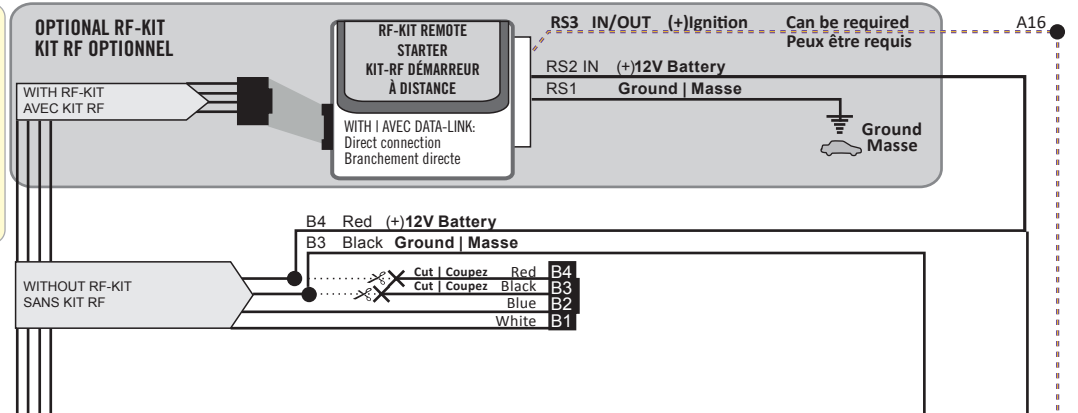 OPTIONAL RF-KIT
KIT RF OPTIONNEL
WITH RF-KIT
AVEC KIT RF
RF-KIT REMOTE
STARTER
KIT-RF DÉMARREUR
À DISTANCE
WITH | AVEC DATA-LINK:
Direct connection
Branchement directe
RS3 IN/OUT (+)Ignition Can be required
Peux être requis
A16
RS2 IN (+)12V Battery
RS1 Ground | Masse
Ground
Masse
B4 Red (+)12V Battery
B3 Black Ground | Masse
WITHOUT RF-KIT
SANS KIT RF
Cut | Coupez Red B4
Cut | Coupez Black B3
Blue B2
White B1